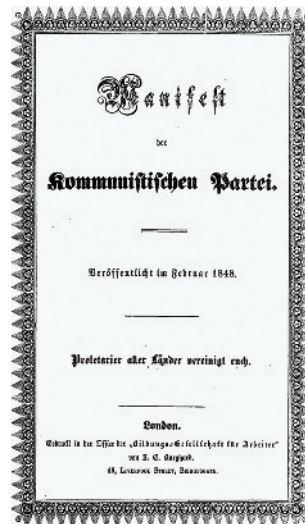 Manifest
der
Kommunistischen Partei.
Veröffentlicht im Februar 1848.
Proletarier aller Länder vereinigt euch.
London.
Gedruckt in der Office der „Bildungs-Gesellschaft für Arbeiter“
von J. E. Burghard.
46, Liverpool Street, Bishopsgate.